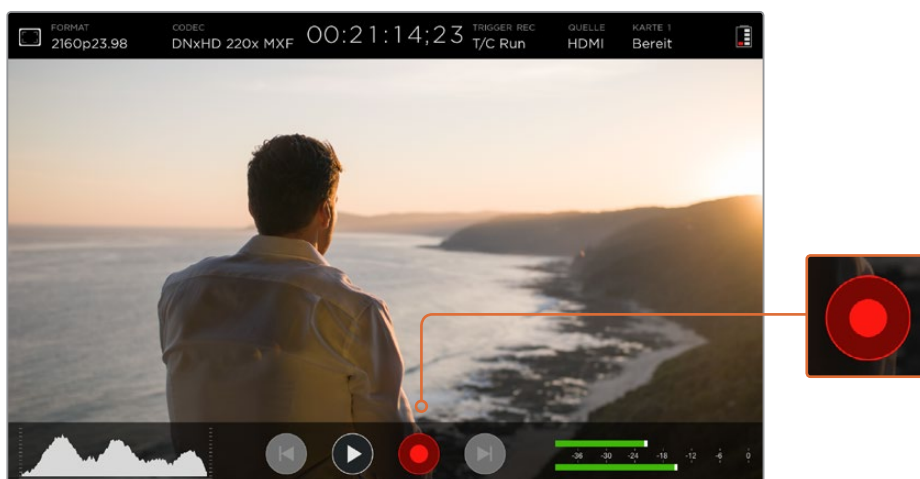 FORMAT
2160p23.98
CODEC
DNxHD 220x MXF
00:21:14;23
TRIGGER REC
T/C Run
QUELLE
HDMI
KARTE 1
Bereit
-36 -30 -24 -18 -12 -6 0